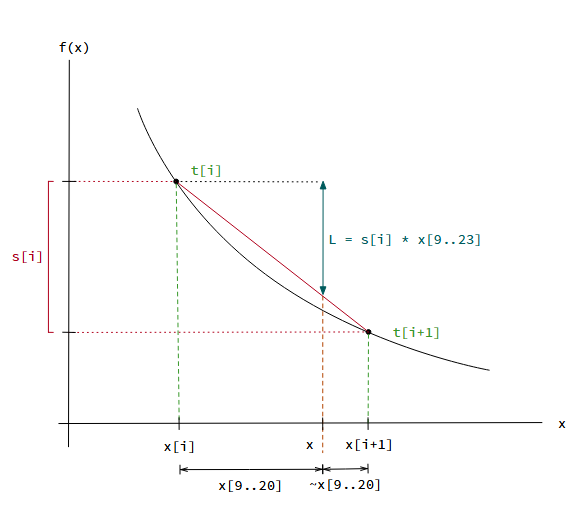 f(x)
t[i]
L = s[i] * x[9..23]
s[i]
t[i+1]
x
x[i]
x
x[i+1]
x[9..20]
~x[9..20]